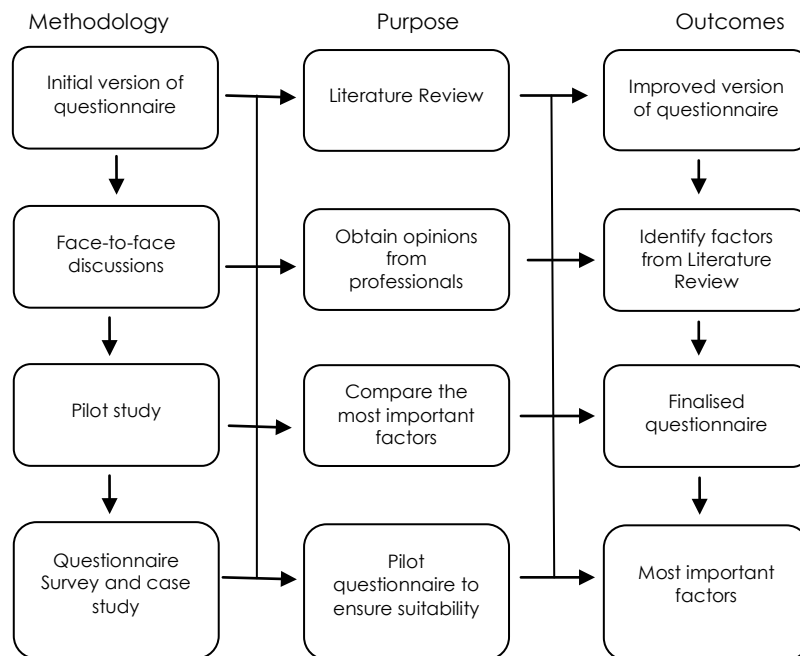 Methodology
Purpose
Outcomes
Initial version of
questionnaire
Literature Review
Improved version
of questionnaire
Face-to-face
discussions
Obtain opinions
from
professionals
Identify factors
from Literature
Review
Pilot study
Compare the
most important
factors
Finalised
questionnaire
Questionnaire
Survey and case
study
Pilot
questionnaire to
ensure suitability
Most important
factors